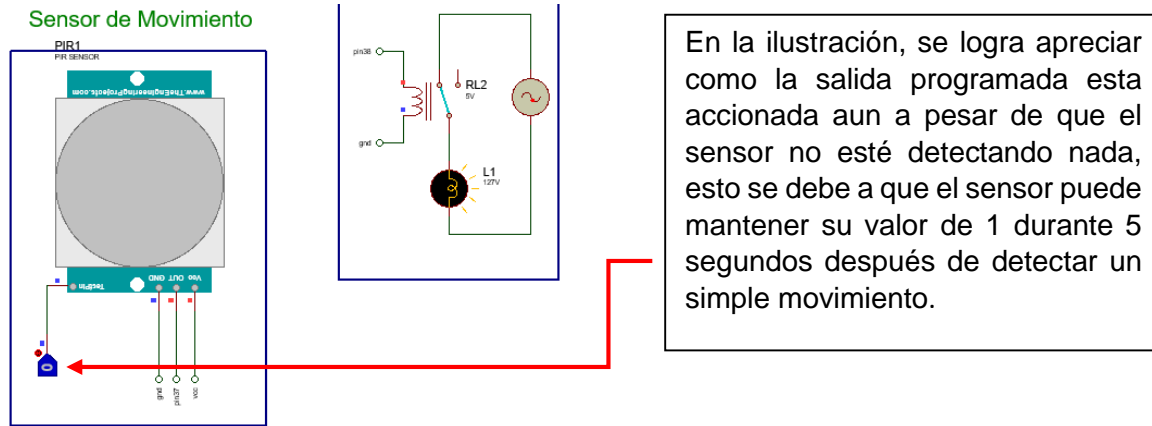 Sensor de Movimiento
PIR1
PIR SENSOR
www.TheEngineeringProjects.com
TestPin
GND
OUT
Vcc
0
gnd
pin37
vcc
pin38
gnd
RL2
5V
L1
127V
En la ilustración, se logra apreciar
como la salida programada esta
accionada aun a pesar de que el
sensor no esté detectando nada,
esto se debe a que el sensor puede
mantener su valor de 1 durante 5
segundos después de detectar un
simple movimiento.